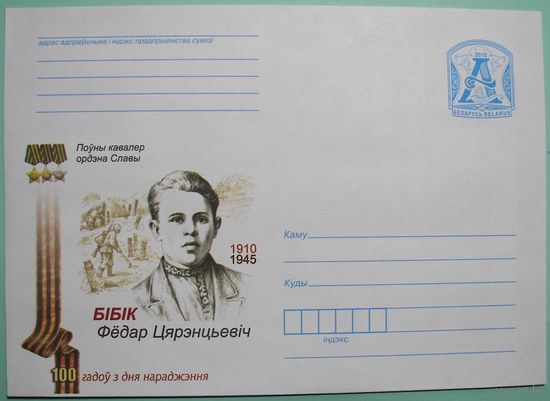 адрас адпраўшчыка і індэкс прадпрыемства сувязі
2010
А
БЕЛАРУСЬ BELARUS
Поўны кавалер
ордэна Славы
1910
1945
БІБІК
Фёдар Цярэнцьевіч
100 гадоў з дня нараджэння
Каму
Куды
індэкс